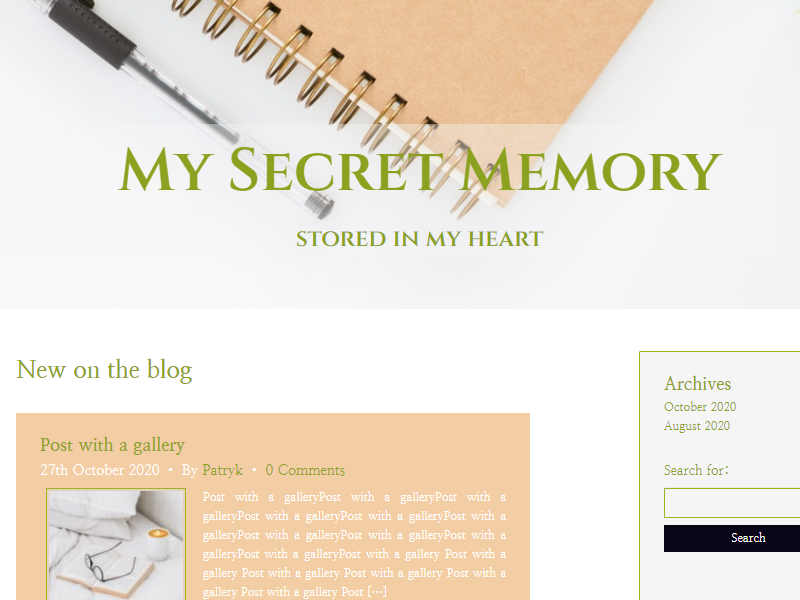 My Secret Memory
STORED IN MY HEART
New on the blog
Post with a gallery
27th October 2020 • By Patryk • 0 Comments
Post with a galleryPost with a galleryPost with a
galleryPost with a galleryPost with a galleryPost with a
galleryPost with a galleryPost with a galleryPost with a
galleryPost with a galleryPost with a gallery Post with a
gallery Post with a gallery Post with a gallery Post with a
gallery Post with a gallery Post […]
Archives
October 2020
August 2020
Search for:
Search